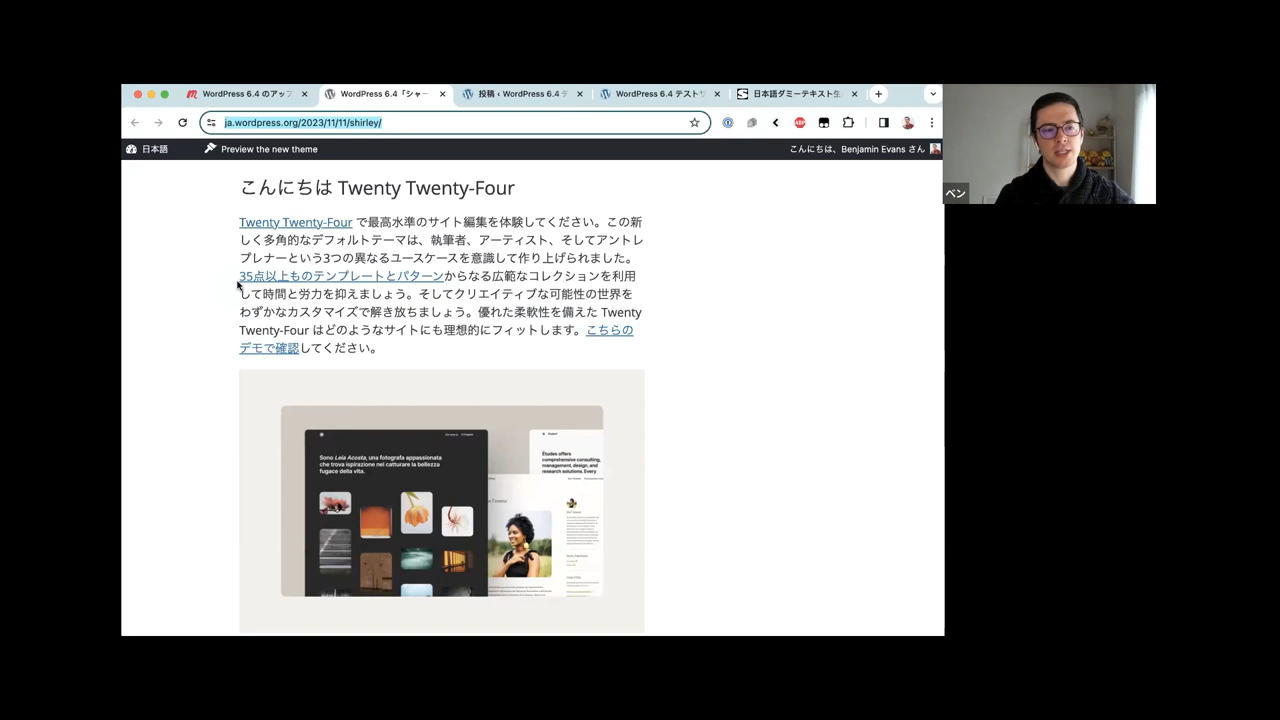 WordPress 6.4 のアップ
WordPress 6.4「シャー
投稿 ‹ WordPress 6.4 テ
WordPress 6.4 テストサ
日本語ダミーテキスト生
ja.wordpress.org/2023/11/11/shirley/
日本語
Preview the new theme
こんにちは、Benjamin Evans さん
ベン
こんにちは Twenty Twenty-Four
Twenty Twenty-Four で最高水準のサイト編集を体験してください。この新
しく多角的なデフォルトテーマは、執筆者、アーティスト、そしてアントレ
プレナーという3つの異なるユースケースを意識して作り上げられました。
35点以上ものテンプレートとパターンからなる広範なコレクションを利用
して時間と労力を抑えましょう。そしてクリエイティブな可能性の世界を
わずかなカスタマイズで解き放ちましょう。優れた柔軟性を備えた Twenty
Twenty-Four はどのようなサイトにも理想的にフィットします。こちらの
デモで確認してください。
Sono Leia Acosta, una fotografa appassionata
che trova ispirazione nel catturare la bellezza
fugace della vita.
Études offers
comprehensive consulting,
management, design, and
research solutions. Every